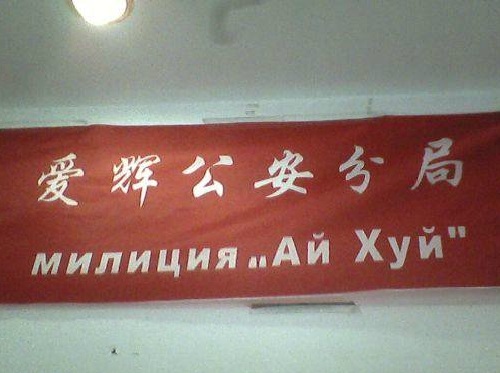 爱辉公安分局
милиция „Ай Хуй"